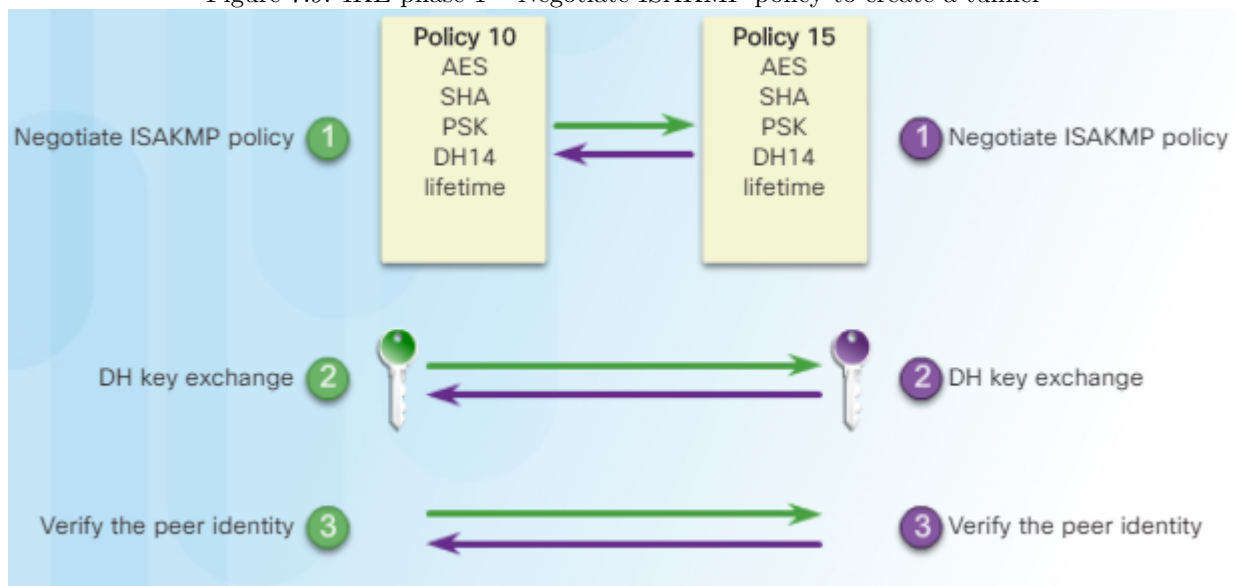 Policy 10
AES
SHA
PSK
DH14
lifetime
Policy 15
AES
SHA
PSK
DH14
lifetime
Negotiate ISAKMP policy 1
1 Negotiate ISAKMP policy
DH key exchange 2
2 DH key exchange
Verify the peer identity 3
3 Verify the peer identity